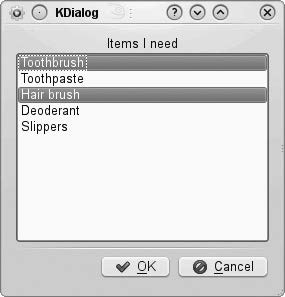 KDialog
Items I need
Toothbrush
Toothpaste
Hair brush
Deoderant
Slippers
OK Cancel